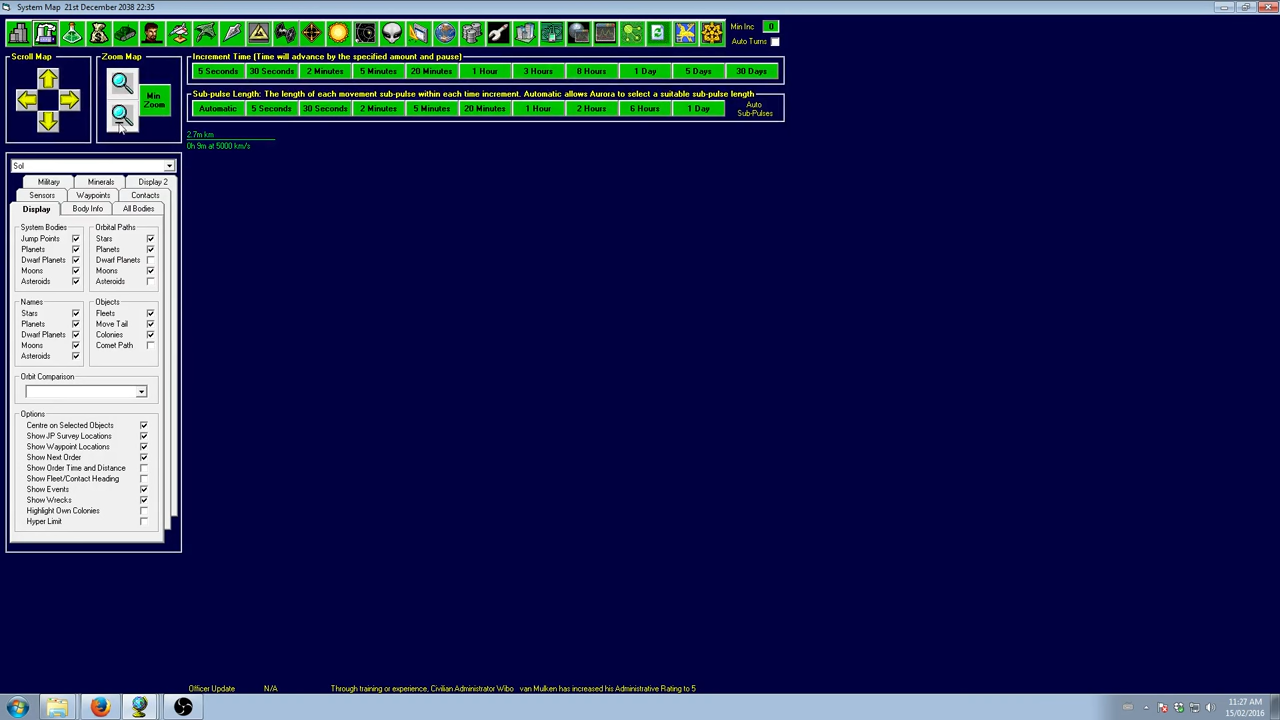 System Map 21st December 2038 22:35
Min Inc 0
Auto Turns
Scroll Map
Zoom Map
Min Zoom
Increment Time (Time will advance by the specified amount and pause)
5 Seconds 30 Seconds 2 Minutes 5 Minutes 20 Minutes 1 Hour 3 Hours 8 Hours 1 Day 5 Days 30 Days
Sub-pulse Length: The length of each movement sub-pulse within each time increment. Automatic allows Aurora to select a suitable sub-pulse length
Automatic 5 Seconds 30 Seconds 2 Minutes 5 Minutes 20 Minutes 1 Hour 2 Hours 6 Hours 1 Day
Auto
Sub-Pulses
2.7m km
0h 9m at 5000 km/s
Sol
Military Minerals Display 2
Sensors Waypoints Contacts
Display Body Info All Bodies
System Bodies
Jump Points
Planets
Dwarf Planets
Moons
Asteroids
Orbital Paths
Stars
Planets
Dwarf Planets
Moons
Asteroids
Names
Stars
Planets
Dwarf Planets
Moons
Asteroids
Objects
Fleets
Move Tail
Colonies
Comet Path
Orbit Comparison
Options
Centre on Selected Objects
Show JP Survey Locations
Show Waypoint Locations
Show Next Order
Show Order Time and Distance
Show Fleet/Contact Heading
Show Events
Show Wrecks
Highlight Own Colonies
Hyper Limit
Officer Update N/A Through training or experience, Civilian Administrator Wibo van Mulken has increased his Administrative Rating to 5
11:27 AM
15/02/2016